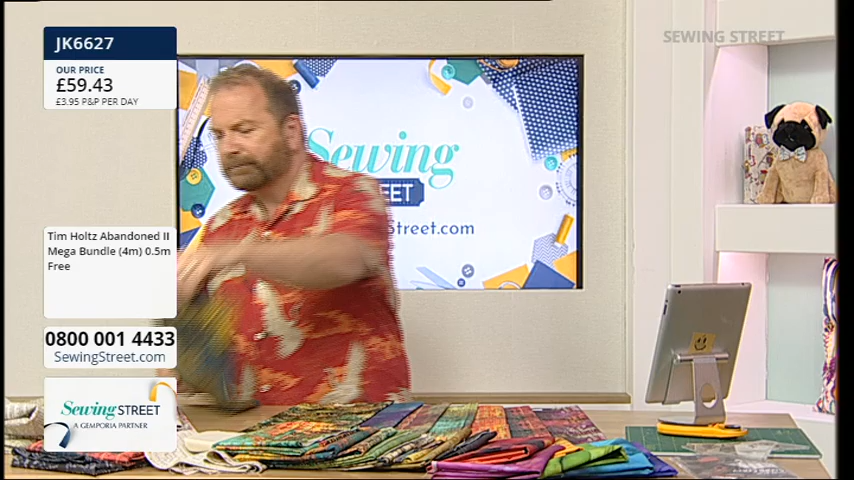 JK6627
OUR PRICE
£59.43
£3.95 P&P PER DAY
SEWING STREET
Sewing
EET
Street.com
Tim Holtz Abandoned II
Mega Bundle (4m) 0.5m
Free
0800 001 4433
SewingStreet.com
Sewing STREET
A GEMPORIA PARTNER